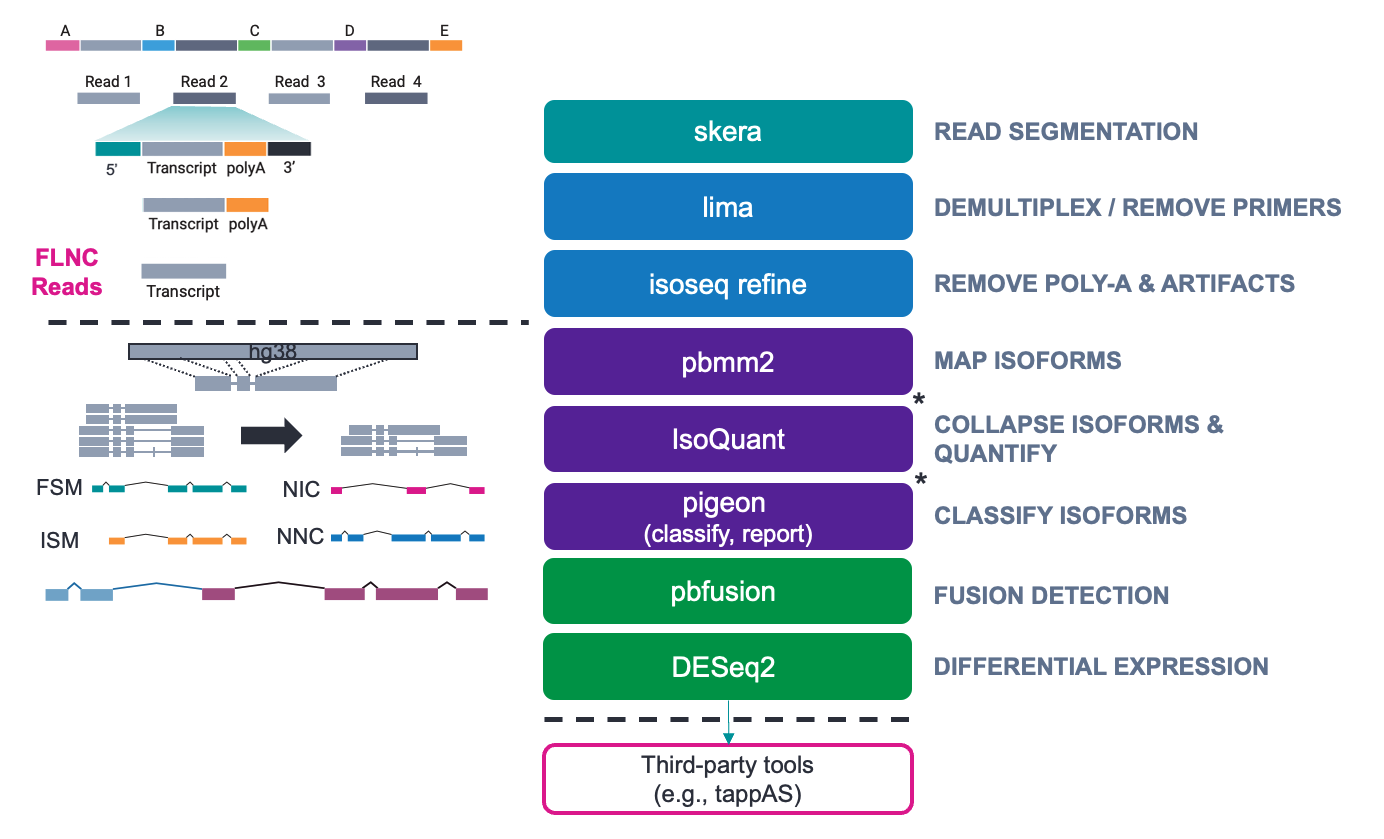 A B C D E
Read 1 Read 2 Read 3 Read 4
5' Transcript polyA 3’
Transcript polyA
FLNC
Reads
Transcript
hg38
FSM
NIC
ISM
NNC
skera
READ SEGMENTATION
lima
DEMULTIPLEX / REMOVE PRIMERS
isoseq refine
REMOVE POLY-A & ARTIFACTS
pbmm2
MAP ISOFORMS
*
IsoQuant
COLLAPSE ISOFORMS &
QUANTIFY
*
pigeon
(classify, report)
CLASSIFY ISOFORMS
pbfusion
FUSION DETECTION
DESeq2
DIFFERENTIAL EXPRESSION
Third-party tools
(e.g., tappAS)